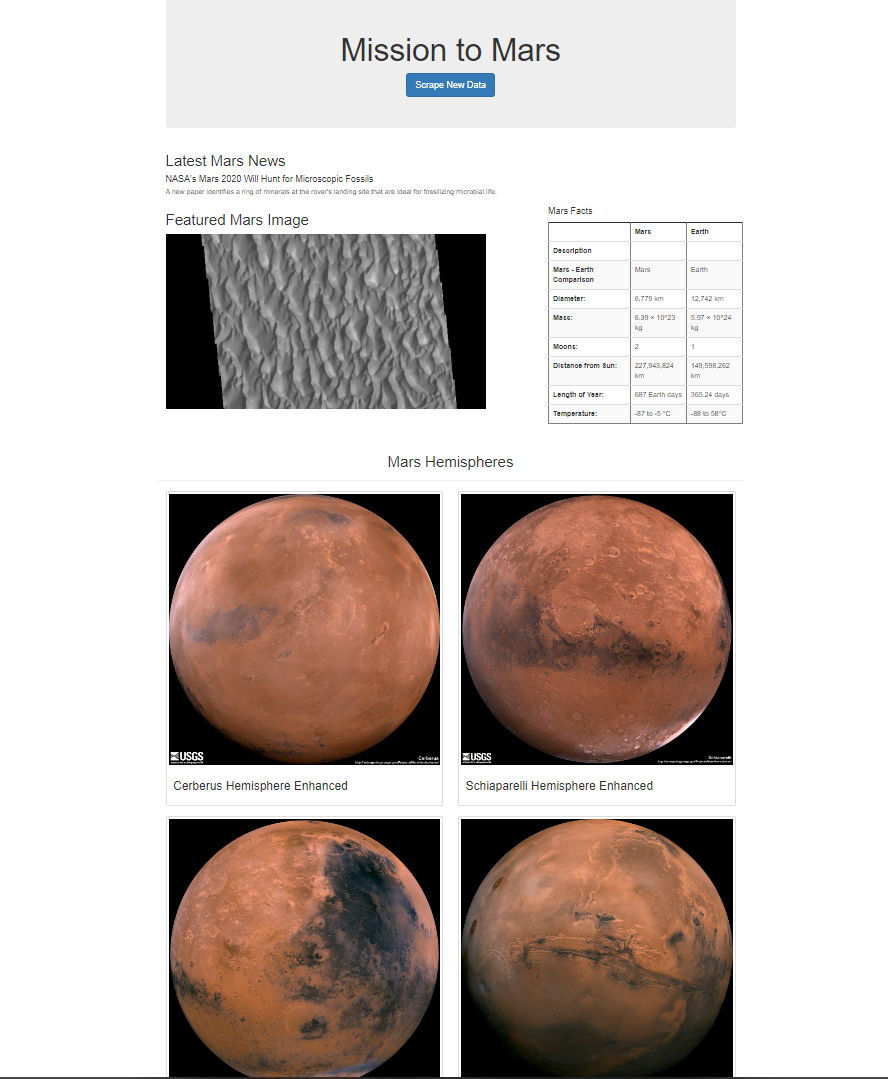 Mission to Mars
Scrape New Data
Latest Mars News
NASA's Mars 2020 Will Hunt for Microscopic Fossils
A new paper identifies a ring of minerals at the rover's landing site that are ideal for fossilizing microbial life.
Featured Mars Image
Mars Facts
Mars Earth
Description
Mars - Earth Comparison Mars Earth
Diameter: 6,779 km 12,742 km
Mass: 6.39 × 10^23 kg 5.97 × 10^24 kg
Moons: 2 1
Distance from Sun: 227,943,824 km 149,598,262 km
Length of Year: 687 Earth days 365.24 days
Temperature: -87 to -5 °C -88 to 58°C
Mars Hemispheres
USGS
Cerberus
USGS
Schiaparelli
Cerberus Hemisphere Enhanced
Schiaparelli Hemisphere Enhanced